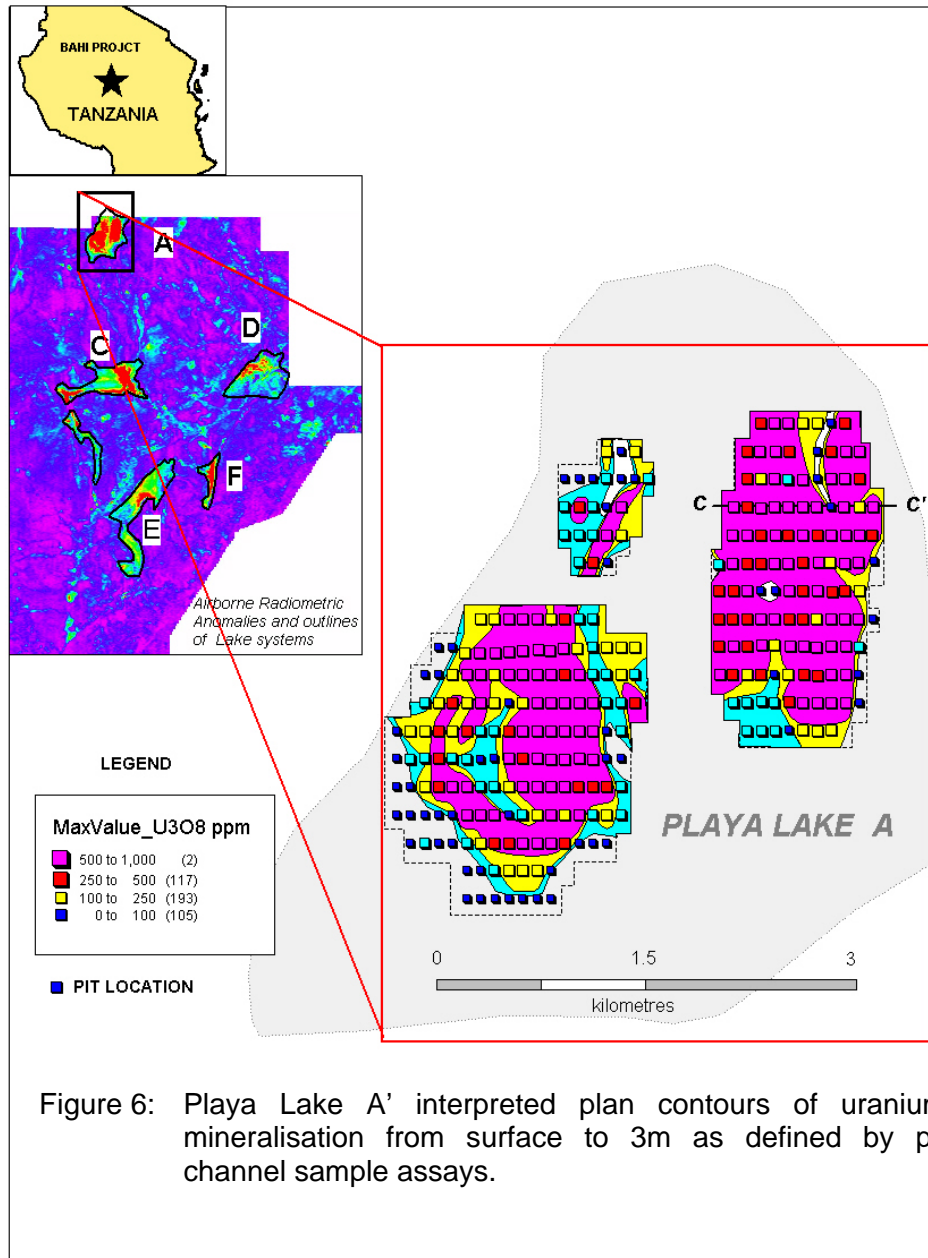 BAHI PROJCT
TANZANIA
A
C
D
F
E
Airborne Radiometric
Anomalies and outlines
of Lake systems
C
C'
LEGEND
MaxValue_U3O8 ppm
500 to 1,000 (2)
250 to 500 (117)
100 to 250 (193)
0 to 100 (105)
PIT LOCATION
PLAYA LAKE A
0 1.5 3
kilometres
Figure 6: Playa Lake A' interpreted plan contours of
mineralisation from surface to 3m as defined by
channel sample assays.